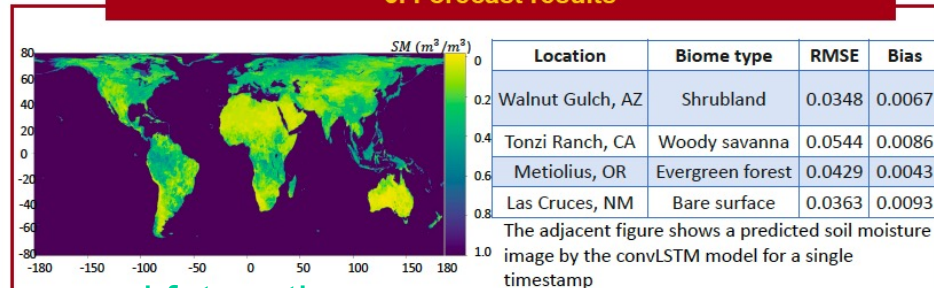 Forecast results
SM (m³/m³)
80
60
40
20
0
-20
-40
-60
-80
-180 -150 -100 -50 0 50 100 150 180
0
0.2
0.4
0.6
0.8
1.0
Location Biome type RMSE Bias
Walnut Gulch, AZ Shrubland 0.0348 0.0067
Tonzi Ranch, CA Woody savanna 0.0544 0.0086
Metiolius, OR Evergreen forest 0.0429 0.0043
Las Cruces, NM Bare surface 0.0363 0.0093
The adjacent figure shows a predicted soil moisture
image by the convLSTM model for a single
timestamp